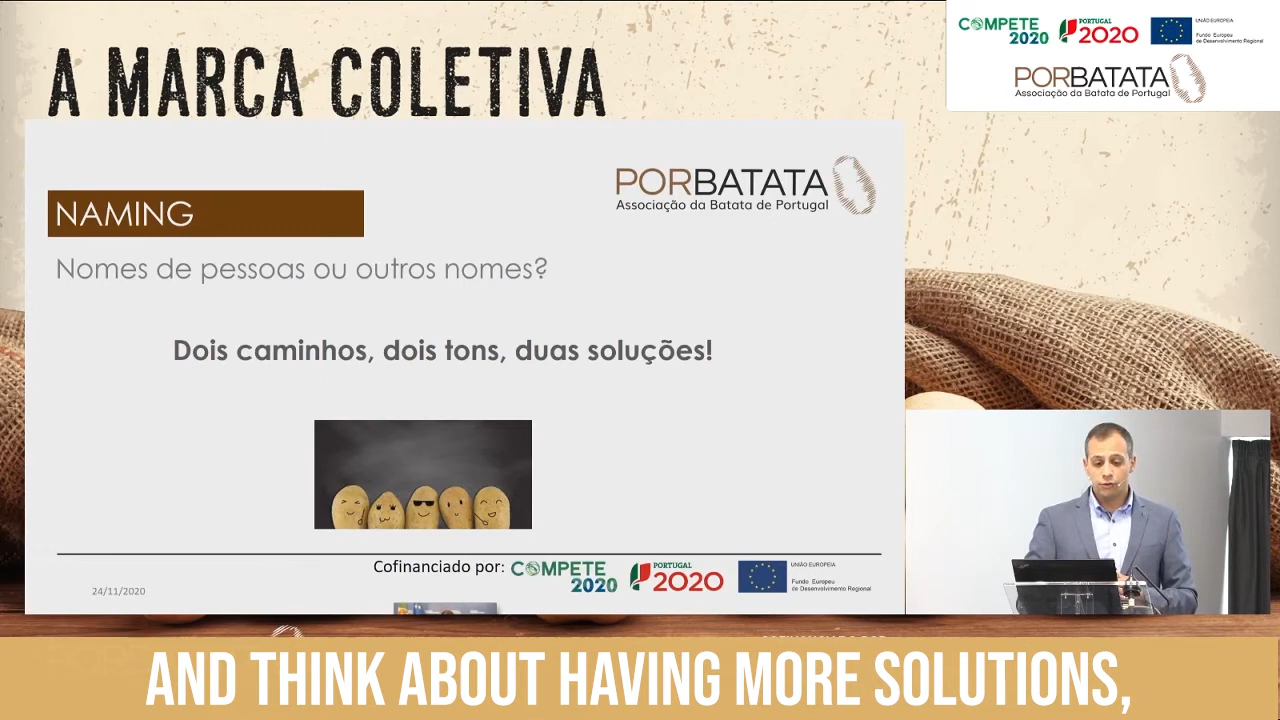 A MARCA COLETIVA
COMPETE 2020
PORTUGAL 2020
UNIÃO EUROPEIA
Fundo Europeu
de Desenvolvimento Regional
PORBATATA
Associação da Batata de Portugal
PORBATATA
Associação da Batata de Portugal
NAMING
Nomes de pessoas ou outros nomes?
Dois caminhos, dois tons, duas soluções!
Cofinanciado por:
COMPETE 2020
PORTUGAL 2020
UNIÃO EUROPEIA
Fundo Europeu
de Desenvolvimento Regional
24/11/2020
AND THINK ABOUT HAVING MORE SOLUTIONS,